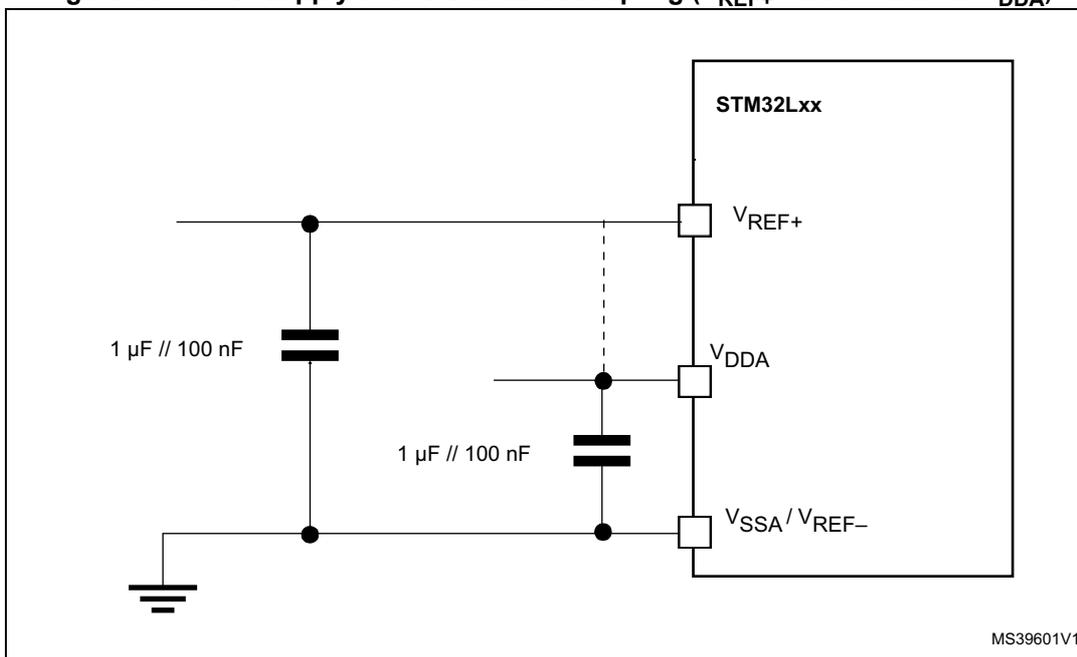 STM32Lxx
VREF+
1 µF // 100 nF
VDDA
1 µF // 100 nF
VSSA / VREF–
MS39601V1